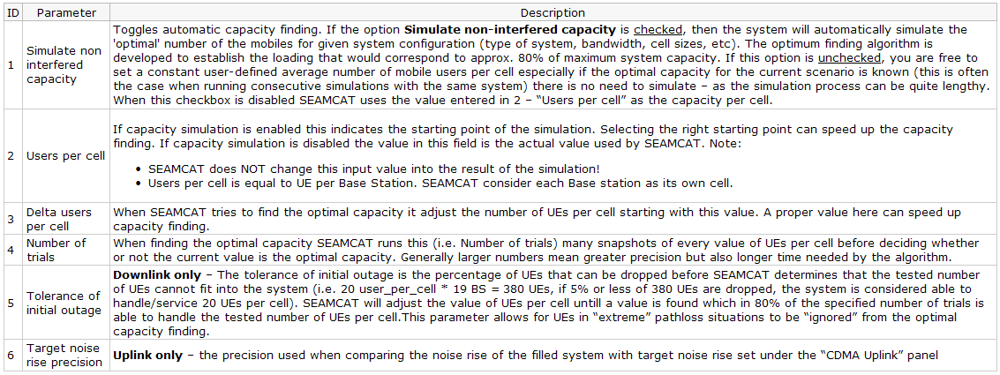 ID Parameter Description
1 Simulate non interfered capacity
Toggles automatic capacity finding. If the option Simulate non-interfered capacity is checked, then the system will automatically simulate the
'optimal' number of the mobiles for given system configuration (type of system, bandwidth, cell sizes, etc). The optimum finding algorithm is
developed to establish the loading that would correspond to approx. 80% of maximum system capacity. If this option is unchecked, you are free to
set a constant user-defined average number of mobile users per cell especially if the optimal capacity for the current scenario is known (this is often
the case when running consecutive simulations with the same system) there is no need to simulate – as the simulation process can be quite lengthy.
When this checkbox is disabled SEAMCAT uses the value entered in 2 – “Users per cell” as the capacity per cell.
2 Users per cell
If capacity simulation is enabled this indicates the starting point of the simulation. Selecting the right starting point can speed up the capacity
finding. If capacity simulation is disabled the value in this field is the actual value used by SEAMCAT. Note:
• SEAMCAT does NOT change this input value into the result of the simulation!
• Users per cell is equal to UE per Base Station. SEAMCAT consider each Base station as its own cell.
3 Delta users per cell
When SEAMCAT tries to find the optimal capacity it adjust the number of UEs per cell starting with this value. A proper value here can speed up
capacity finding.
4 Number of trials
When finding the optimal capacity SEAMCAT runs this (i.e. Number of trials) many snapshots of every value of UEs per cell before deciding whether
or not the current value is the optimal capacity. Generally larger numbers mean greater precision but also longer time needed by the algorithm.
5 Tolerance of initial outage
Downlink only – The tolerance of initial outage is the percentage of UEs that can be dropped before SEAMCAT determines that the tested number
of UEs cannot fit into the system (i.e. 20 user_per_cell * 19 BS = 380 UEs, if 5% or less of 380 UEs are dropped, the system is considered able to
handle/service 20 UEs per cell). SEAMCAT will adjust the value of UEs per cell untill a value is found which in 80% of the specified number of trials is
able to handle the tested number of UEs per cell.This parameter allows for UEs in “extreme” pathloss situations to be “ignored” from the optimal
capacity finding.
6 Target noise rise precision
Uplink only – the precision used when comparing the noise rise of the filled system with target noise rise set under the “CDMA Uplink” panel